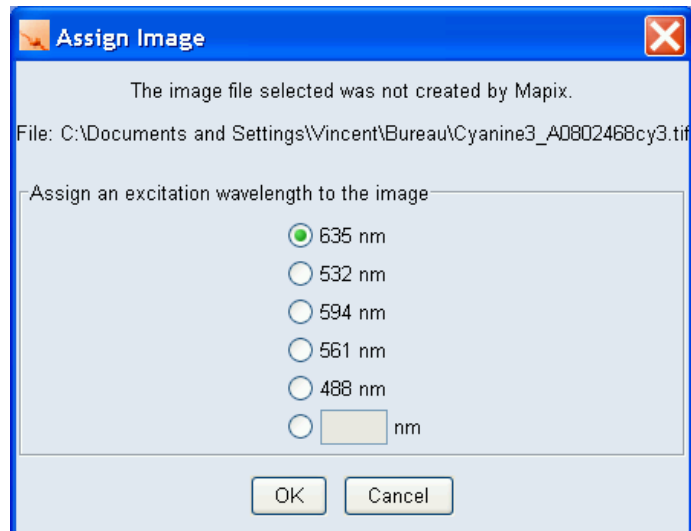 Assign Image
The image file selected was not created by Mapix.
File: C:\Documents and Settings\Vincent\Bureau\Cyanine3_A0802468cy3.tif
Assign an excitation wavelength to the image
635 nm
532 nm
594 nm
561 nm
488 nm
nm
OK Cancel